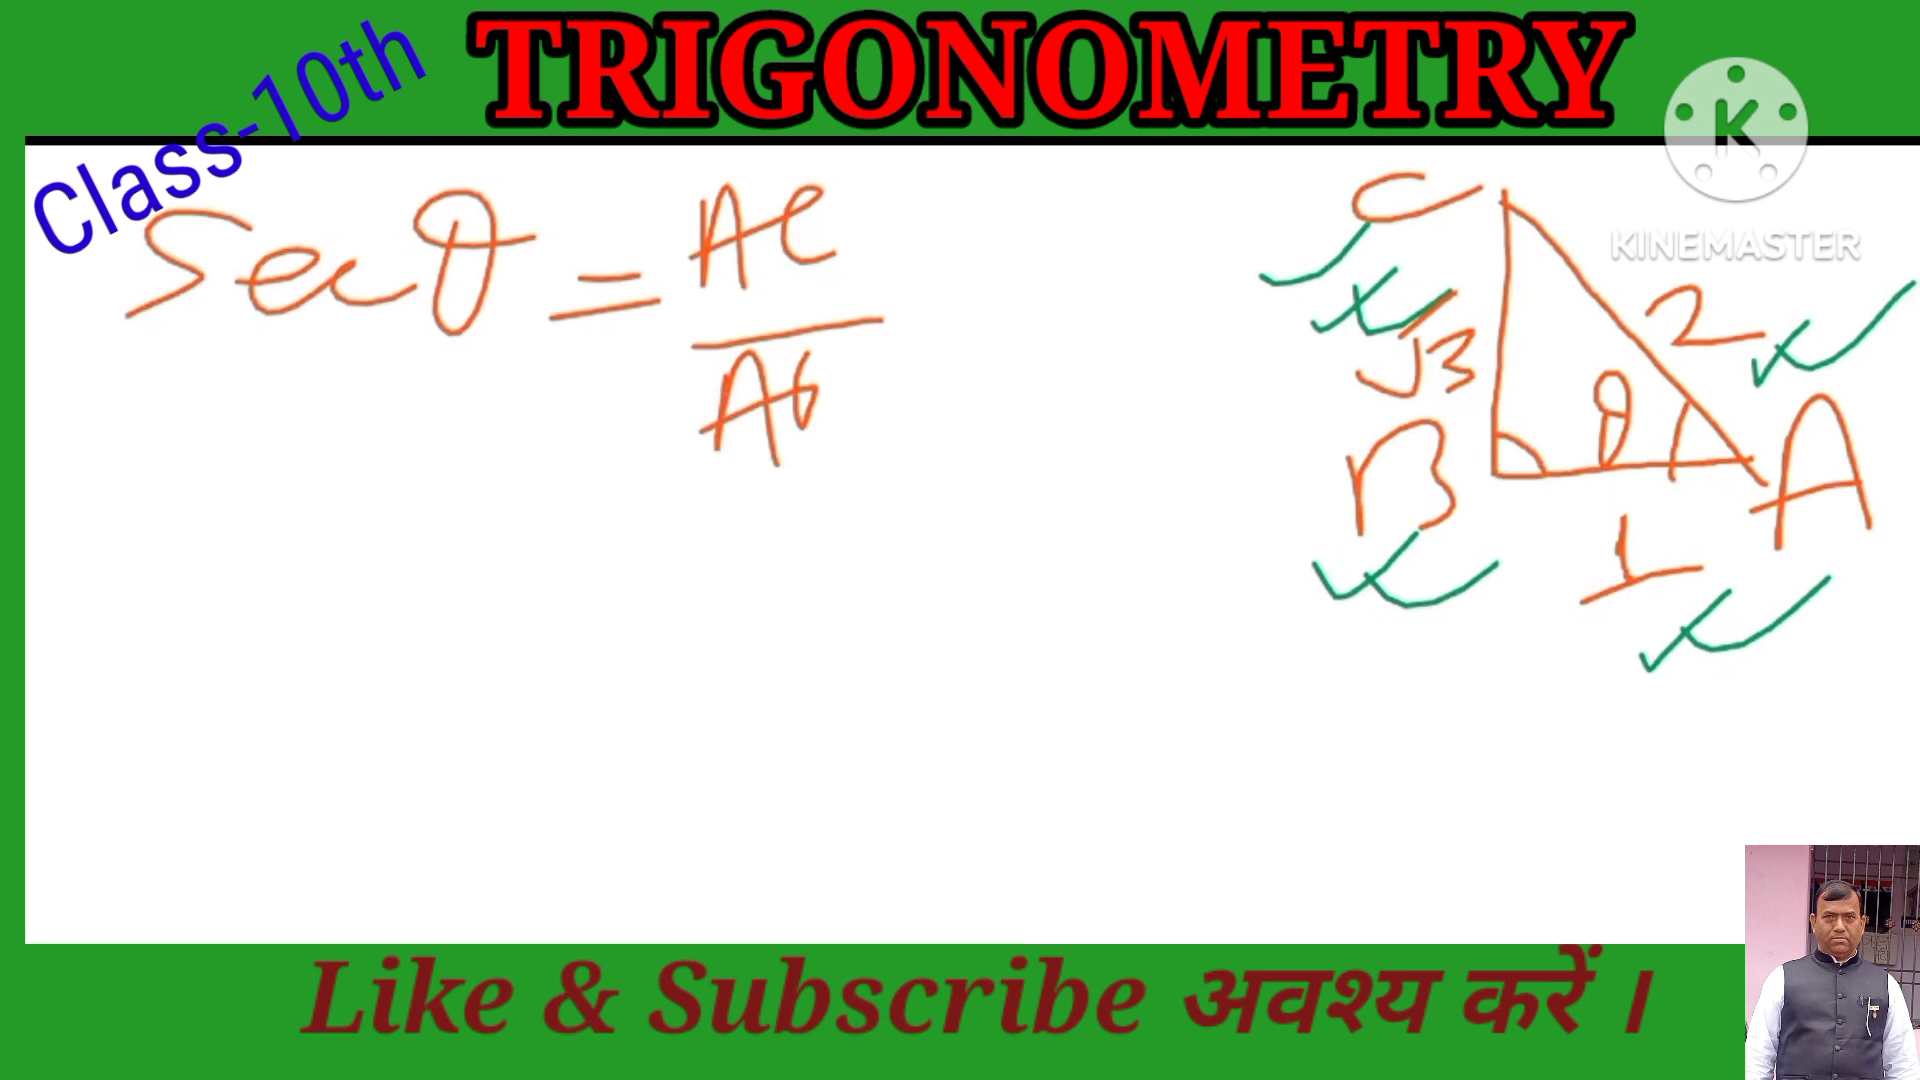 TRIGONOMETRY
Class-10th
K
KINEMASTER
Secθ = AC
AB
C
√3
2
θ
B
A
1
Like & Subscribe अवश्य करें ।